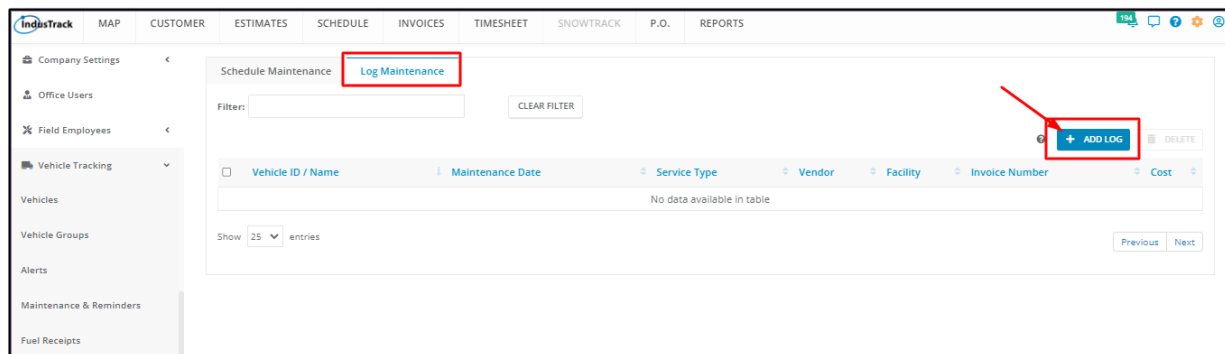 IndusTrack MAP CUSTOMER ESTIMATES SCHEDULE INVOICES TIMESHEET SNOWTRACK P.O. REPORTS 194
Company Settings
Office Users
Field Employees
Vehicle Tracking
Vehicles
Vehicle Groups
Alerts
Maintenance & Reminders
Fuel Receipts
Schedule Maintenance Log Maintenance
Filter: CLEAR FILTER
+ ADD LOG DELETE
Vehicle ID / Name Maintenance Date Service Type Vendor Facility Invoice Number Cost
No data available in table
Show 25 entries
Previous Next